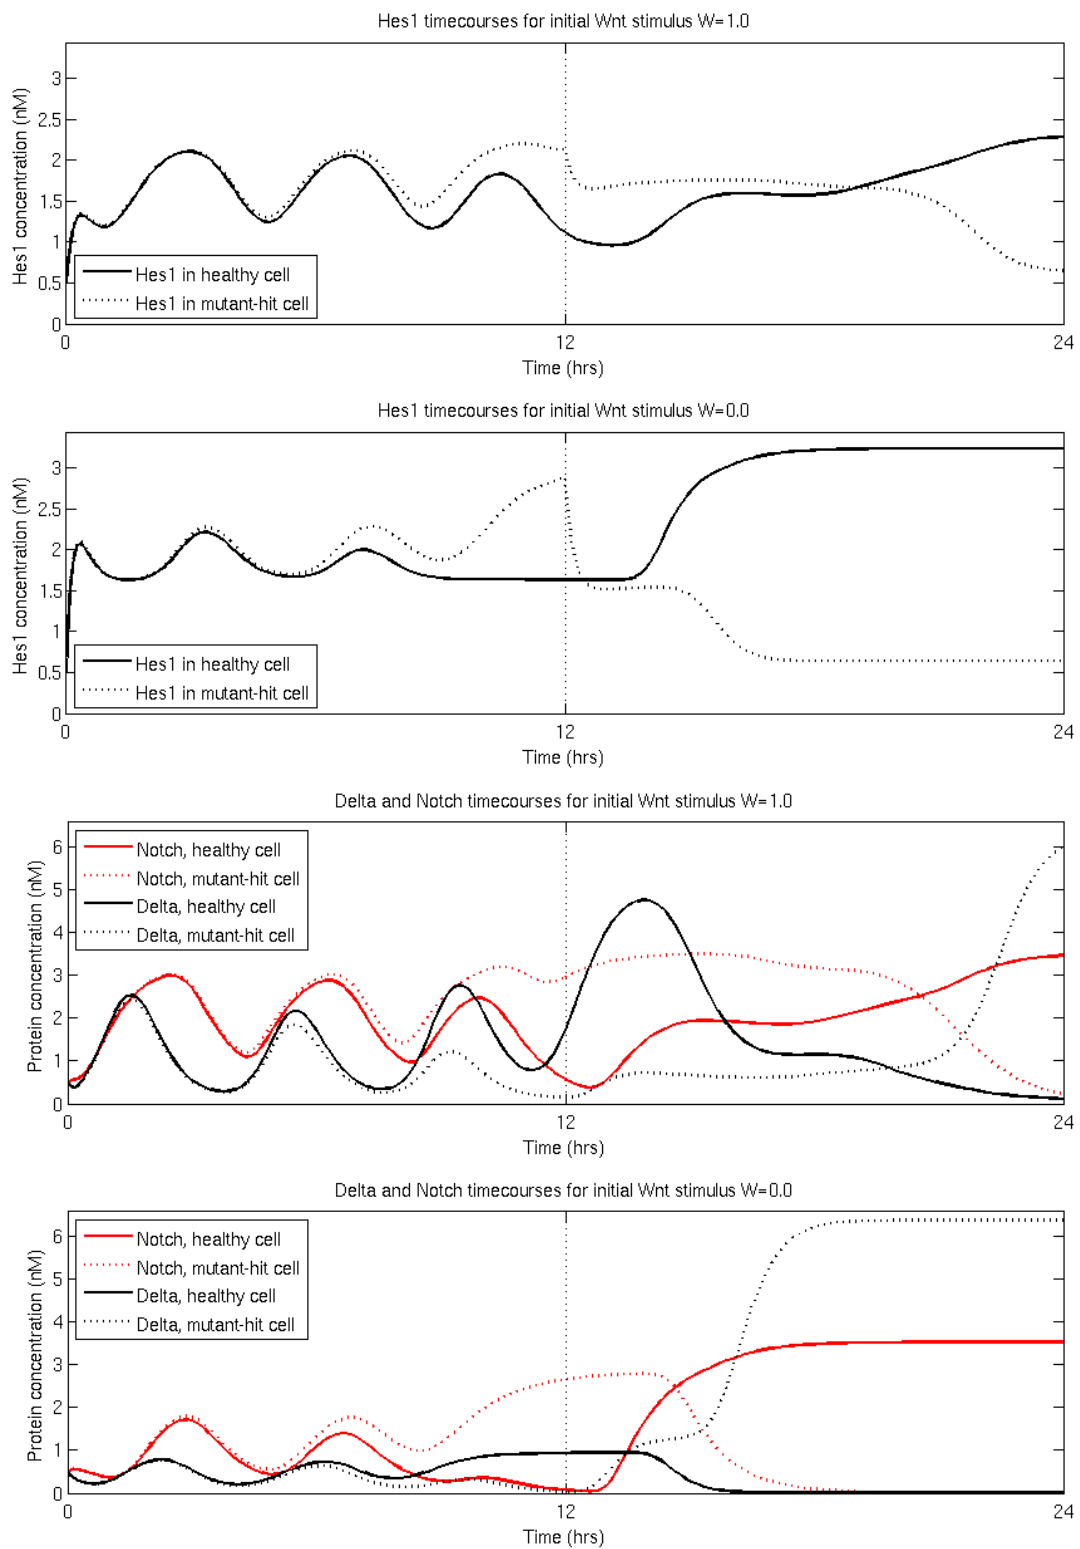 Hes1 timecourses for initial Wnt stimulus W=1.0
Hes1 concentration (nM)
3
2.5
2
1.5
1
0.5
0
Hes1 in healthy cell
Hes1 in mutant-hit cell
0
12
24
Time (hrs)
Hes1 timecourses for initial Wnt stimulus W=0.0
Hes1 concentration (nM)
3
2.5
2
1.5
1
0.5
0
Hes1 in healthy cell
Hes1 in mutant-hit cell
0
12
24
Time (hrs)
Delta and Notch timecourses for initial Wnt stimulus W=1.0
Protein concentration (nM)
6
5
4
3
2
1
0
Notch, healthy cell
Notch, mutant-hit cell
Delta, healthy cell
Delta, mutant-hit cell
0
12
24
Time (hrs)
Delta and Notch timecourses for initial Wnt stimulus W=0.0
Protein concentration (nM)
6
5
4
3
2
1
0
Notch, healthy cell
Notch, mutant-hit cell
Delta, healthy cell
Delta, mutant-hit cell
0
12
24
Time (hrs)